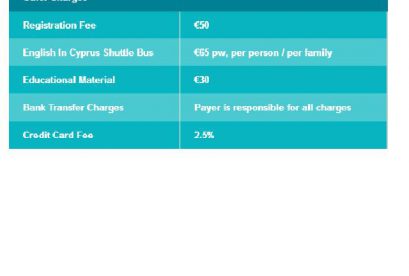 Registration Fee €50
English In Cyprus Shuttle Bus €65 pw, per person / per family
Educational Material €30
Bank Transfer Charges Payer is responsible for all charges
Credit Card Fee 2.5%